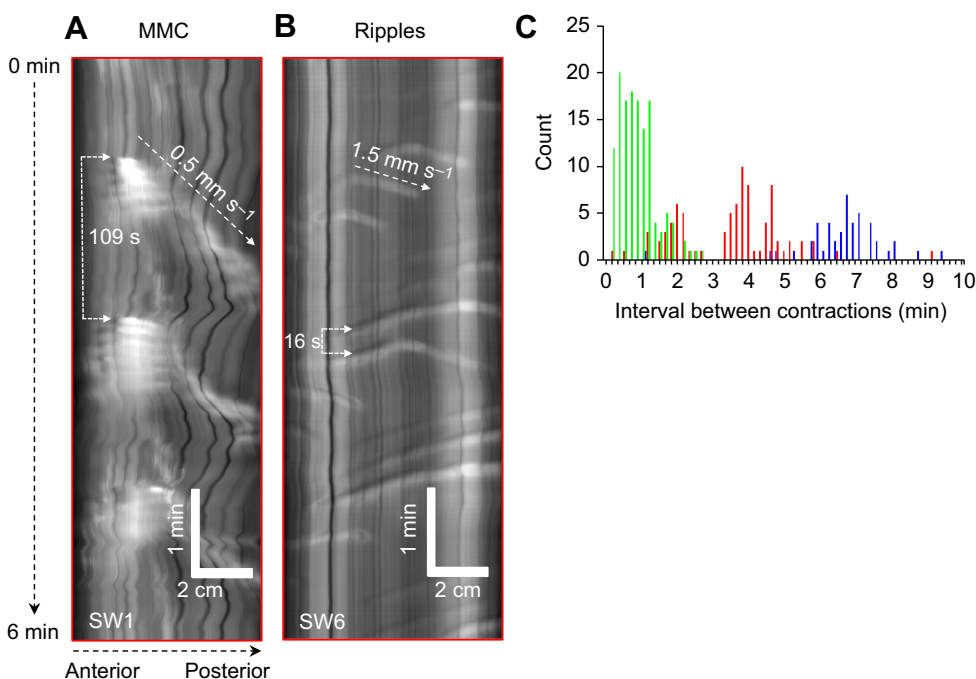 A
MMC
B
Ripples
C
0 min
6 min
0.5 mm s⁻¹
109 s
1 min
2 cm
SW1
Anterior
Posterior
1.5 mm s⁻¹
16 s
1 min
2 cm
SW6
25
20
15
10
5
0
Count
0 1 2 3 4 5 6 7 8 9 10
Interval between contractions (min)